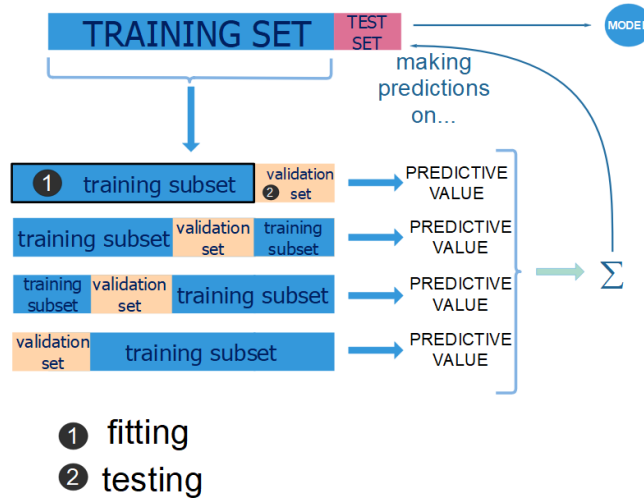 TRAINING SET
TEST
SET
MODEL
making
predictions
on...
1 training subset
validation
2 set
PREDICTIVE
VALUE
training subset
validation
set
training
subset
PREDICTIVE
VALUE
training
subset
validation
set
training subset
PREDICTIVE
VALUE
validation
set
training subset
PREDICTIVE
VALUE
Σ
1 fitting
2 testing